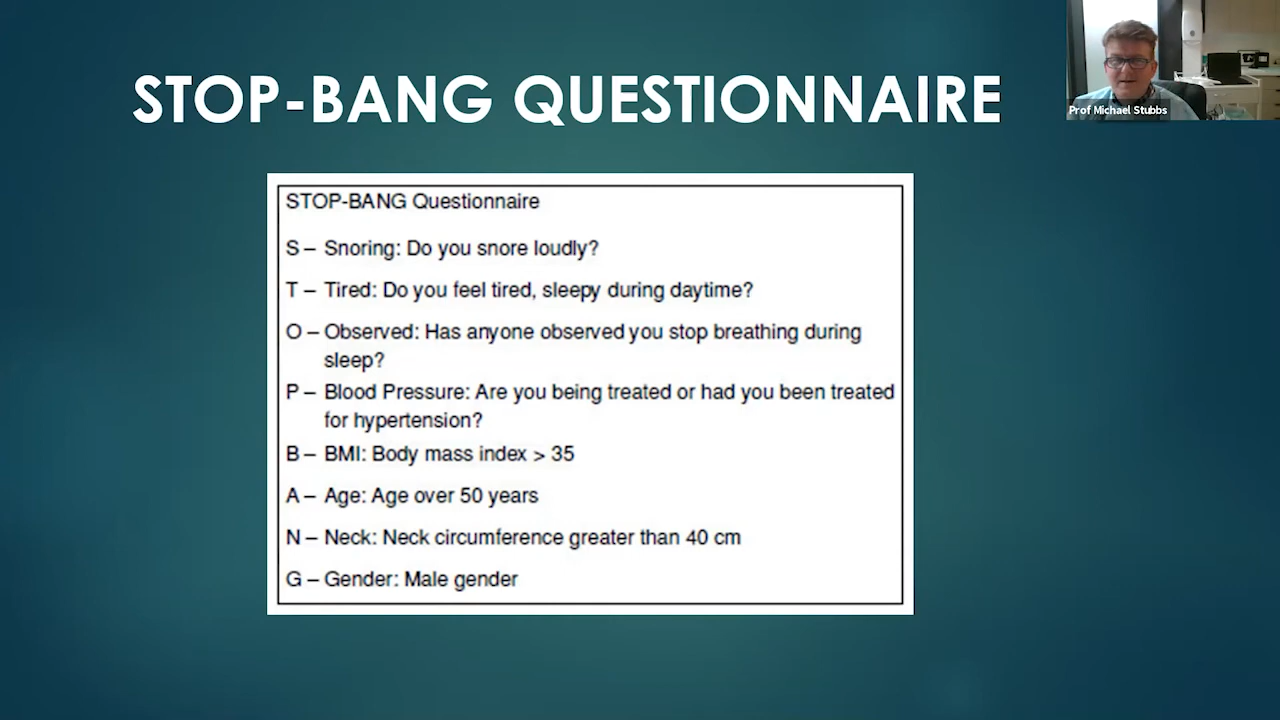 STOP-BANG QUESTIONNAIRE
Prof Michael Stubbs
STOP-BANG Questionnaire
S – Snoring: Do you snore loudly?
T – Tired: Do you feel tired, sleepy during daytime?
O – Observed: Has anyone observed you stop breathing during
sleep?
P – Blood Pressure: Are you being treated or had you been treated
for hypertension?
B – BMI: Body mass index > 35
A – Age: Age over 50 years
N – Neck: Neck circumference greater than 40 cm
G – Gender: Male gender